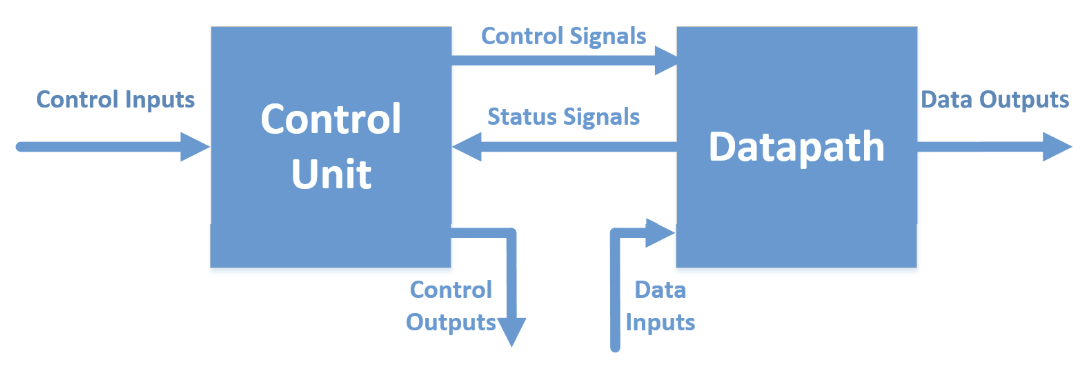 Control Signals
Control Inputs
Status Signals
Data Outputs
Control
Unit
Datapath
Control
Outputs
Data
Inputs